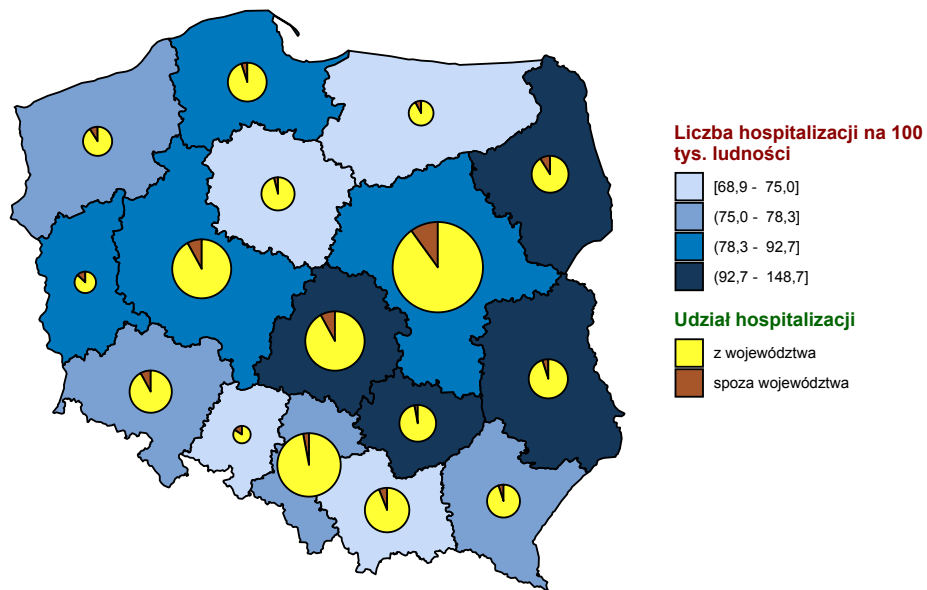 Liczba hospitalizacji na 100
tys. ludności
[68,9 - 75,0]
(75,0 - 78,3]
(78,3 - 92,7]
(92,7 - 148,7]
Udział hospitalizacji
z województwa
spoza województwa